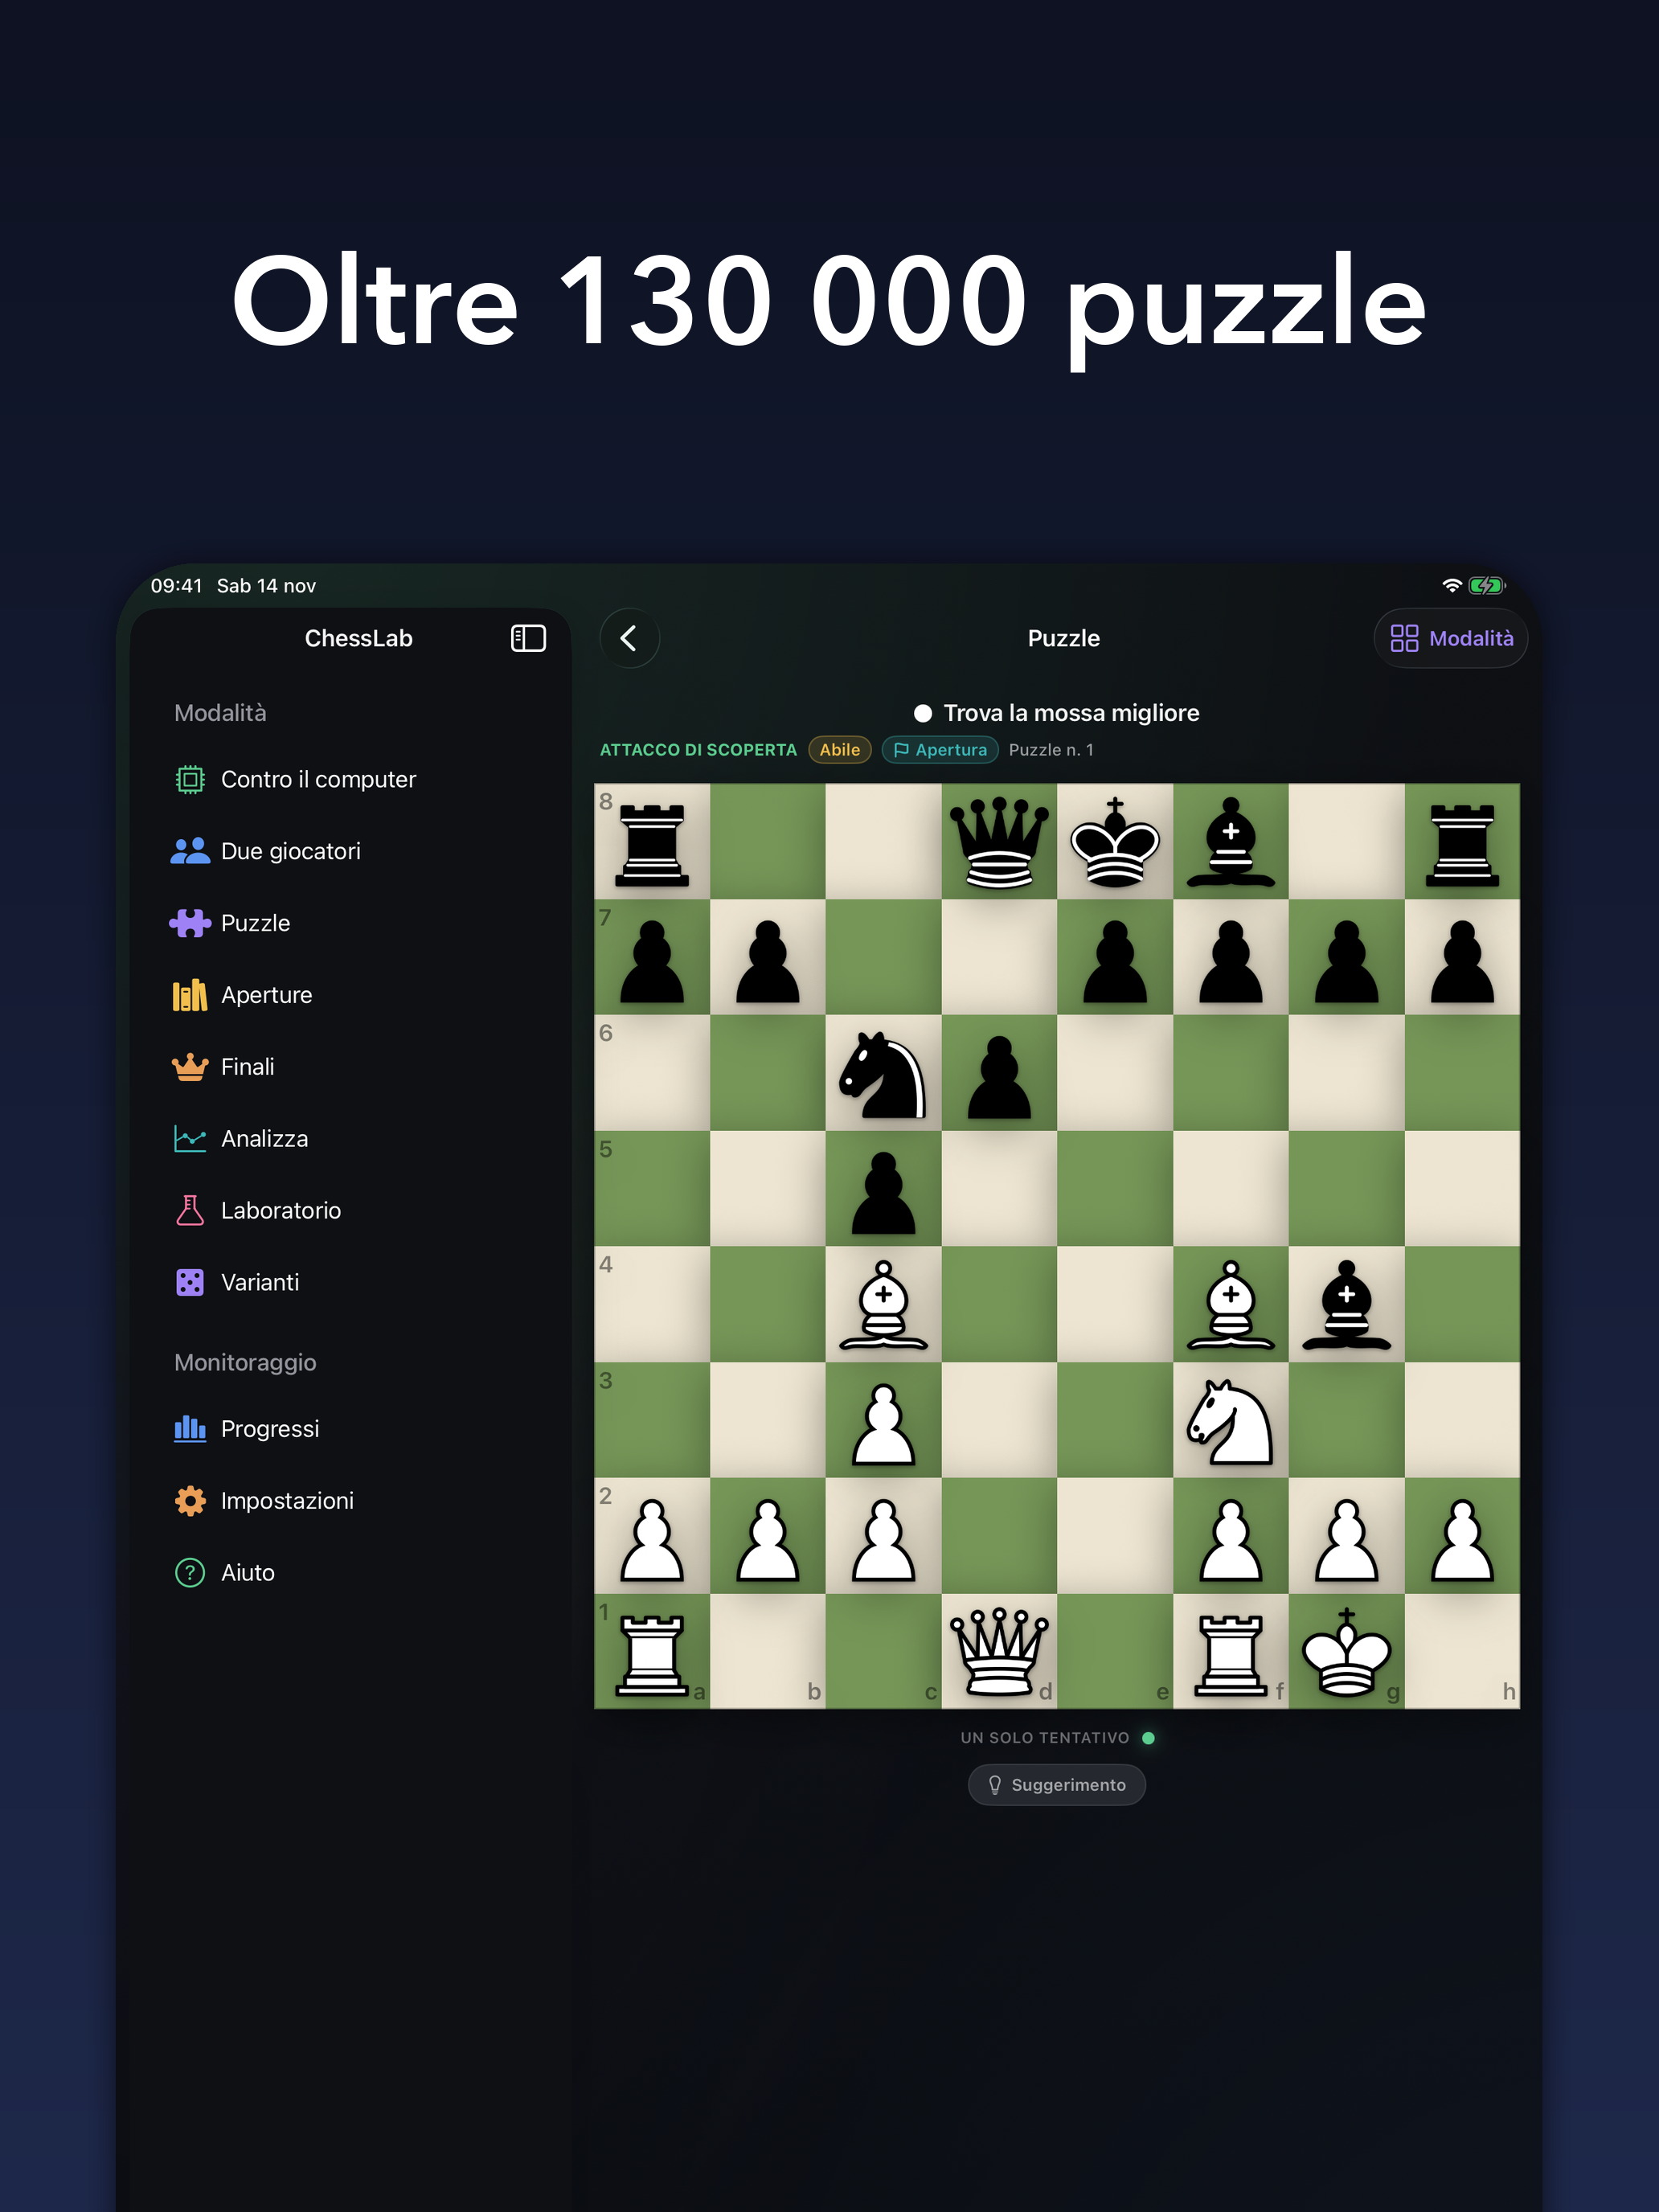 Oltre 130 000 puzzle
09:41 Sab 14 nov
ChessLab
Modalità
Contro il computer
Due giocatori
Puzzle
Aperture
Finali
Analizza
Laboratorio
Varianti
Monitoraggio
Progressi
Impostazioni
Aiuto
Puzzle
Modalità
Trova la mossa migliore
ATTACCO DI SCOPERTA Abile Apertura Puzzle n. 1
8
7
6
5
4
3
2
1
a b c d e f g h
UN SOLO TENTATIVO
Suggerimento